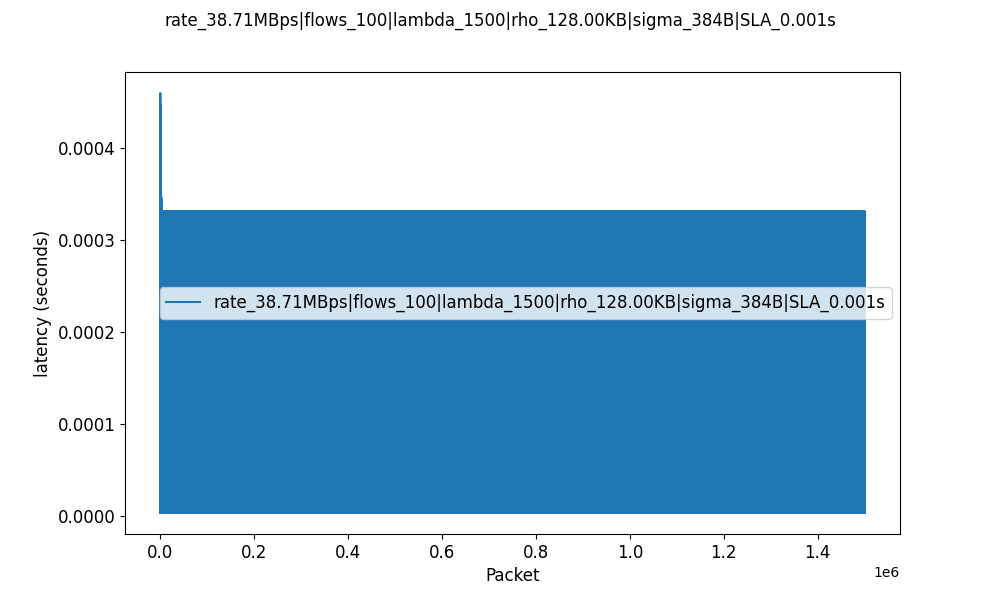 rate_38.71MBps|flows_100|lambda_1500|rho_128.00KB|sigma_384B|SLA_0.001s
0.0004
0.0003
0.0002
0.0001
0.0000
latency (seconds)
rate_38.71MBps|flows_100|lambda_1500|rho_128.00KB|sigma_384B|SLA_0.001s
0.0 0.2 0.4 0.6 0.8 1.0 1.2 1.4
1e6
Packet